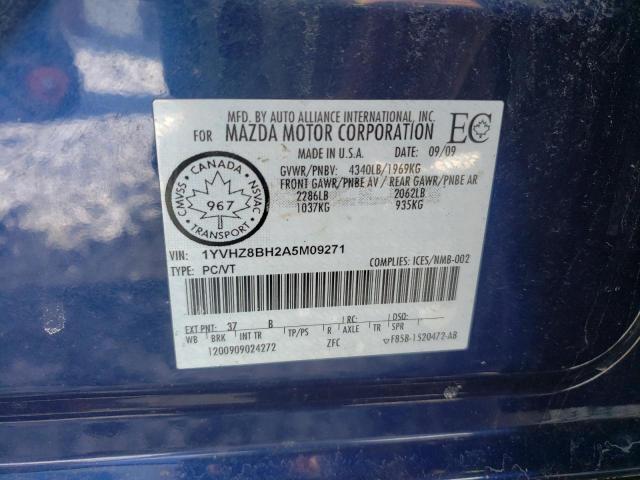 MFD. BY AUTO ALLIANCE INTERNATIONAL, INC.
FOR MAZDA MOTOR CORPORATION EC
MADE IN U.S.A. DATE: 09/09
GVWR/PNBV: 4340LB/1969KG
FRONT GAWR/PNBE AV / REAR GAWR/PNBE AR
2286LB 2062LB
1037KG 935KG
CANADA
CMVSS 967 NSVAC
TRANSPORT
VIN: 1YVHZ8BH2A5M09271
TYPE: PC/VT COMPLIES: ICES/NMB-002
EXT PNT: 37 B RC: DSO:
WB BRK INT TR TP/PS R AXLE TR SPR
1200909024272 ZFC F85B-1520472-AB